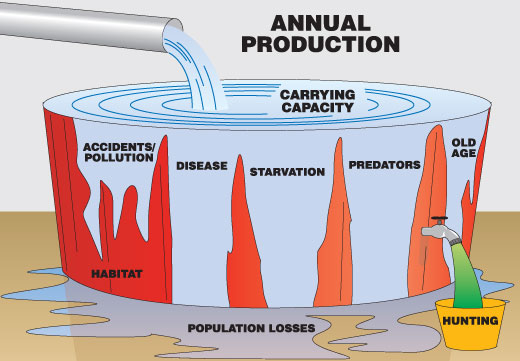 ANNUAL
PRODUCTION
CARRYING
CAPACITY
ACCIDENTS/
POLLUTION
DISEASE
STARVATION
PREDATORS
OLD
AGE
HABITAT
HUNTING
POPULATION LOSSES